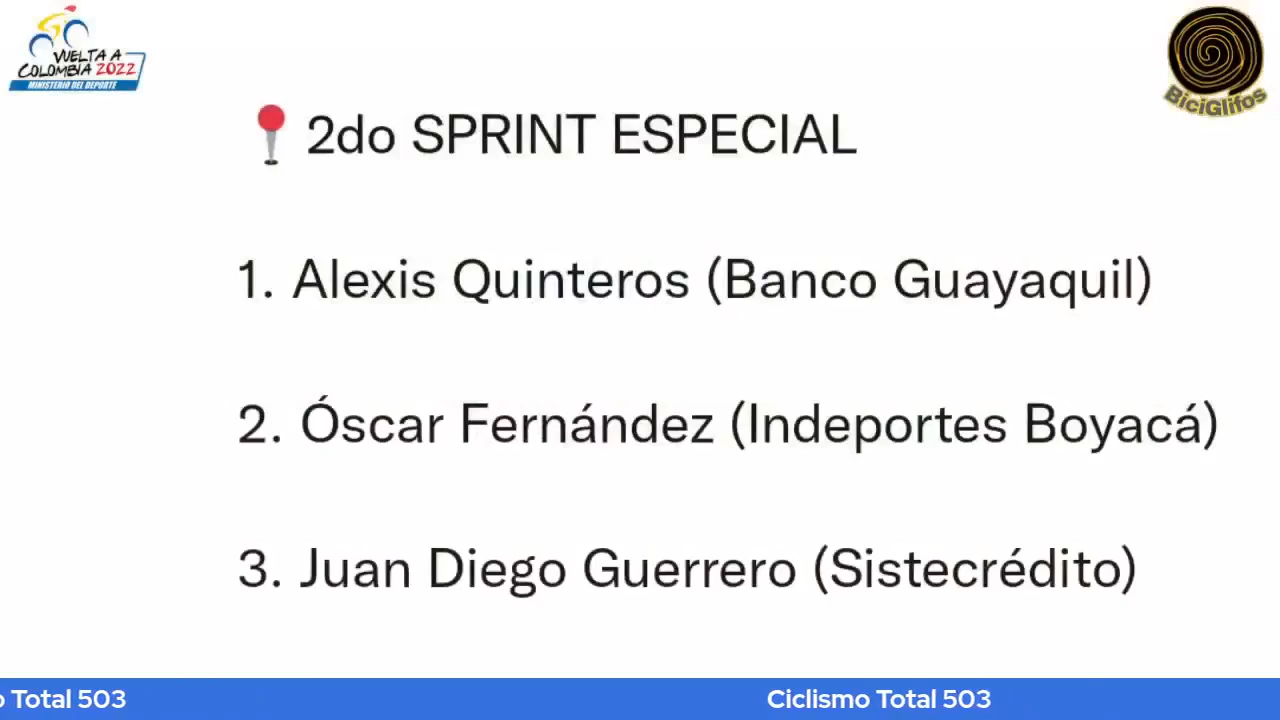 VUELTA A
COLOMBIA 2022
MINISTERIO DEL DEPORTE
BiciGlifos
📍 2do SPRINT ESPECIAL
1. Alexis Quinteros (Banco Guayaquil)
2. Óscar Fernández (Indeportes Boyacá)
3. Juan Diego Guerrero (Sistecrédito)
o Total 503
Ciclismo Total 503